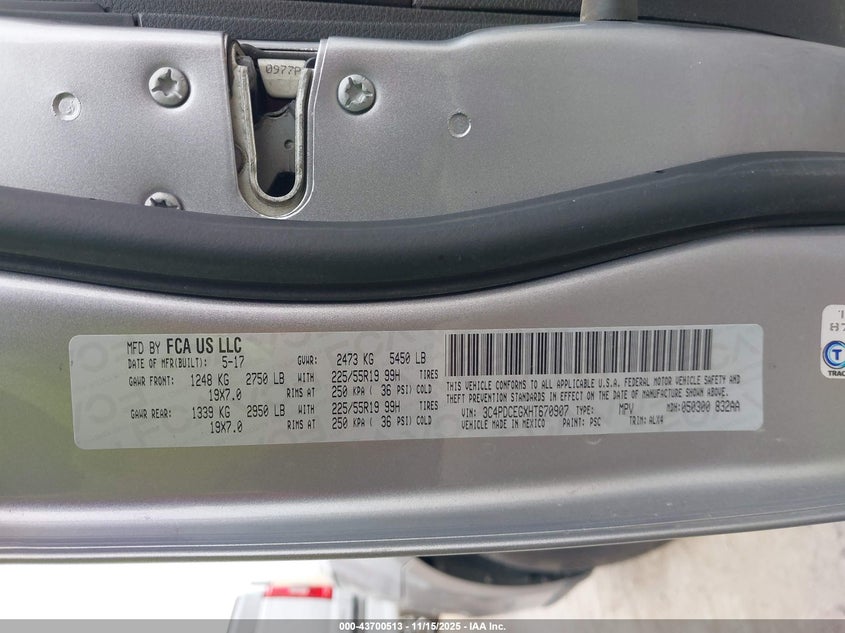 0977P
MFD BY FCA US LLC
DATE OF MFR(BUILT): 5-17 GVWR: 2473 KG 5450 LB
GAWR FRONT: 1248 KG 2750 LB WITH 225/55R19 99H TIRES
19X7.0 RIMS AT 250 KPA ( 36 PSI) COLD
GAWR REAR: 1339 KG 2950 LB WITH 225/55R19 99H TIRES
19X7.0 RIMS AT 250 KPA ( 36 PSI) COLD
THIS VEHICLE CONFORMS TO ALL APPLICABLE U.S.A. FEDERAL MOTOR VEHICLE SAFETY AND
THEFT PREVENTION STANDARDS IN EFFECT ON THE DATE OF MANUFACTURE SHOWN ABOVE.
VIN: 3C4PDCEGXHT670907 TYPE: MPV MDH: 050300 832AA
VEHICLE MADE IN MEXICO PAINT: PSC TRIM: ALX9
TRAC
000-43700513 - 11/15/2025 - IAA Inc.